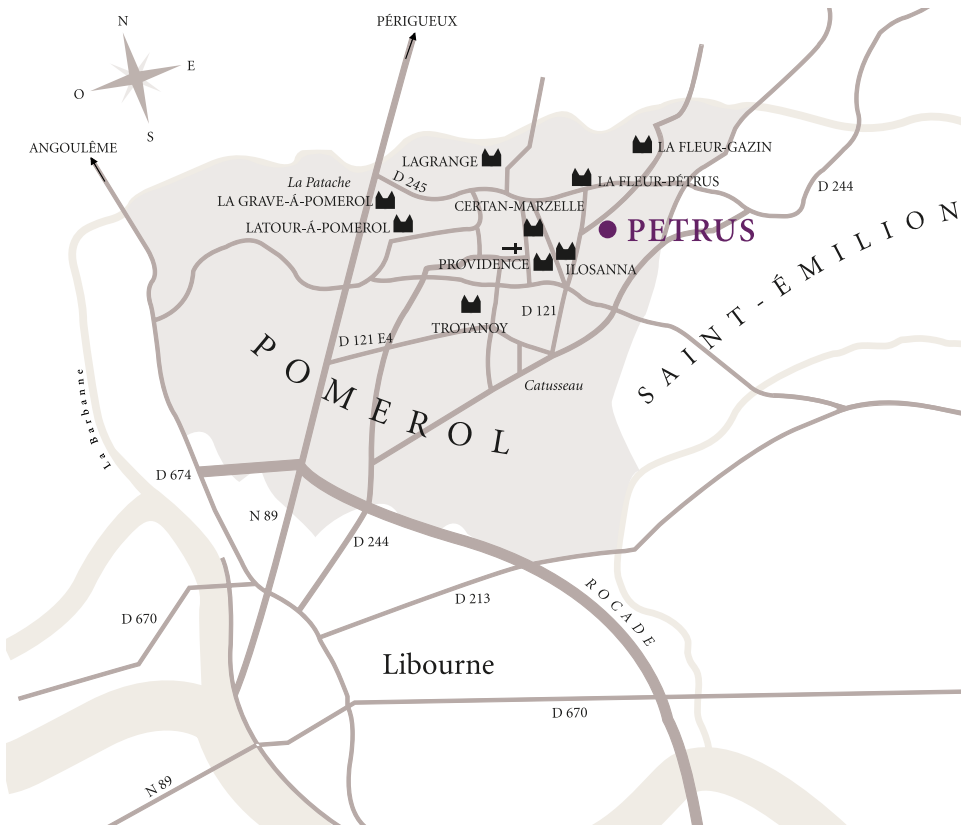 N
PÉRIGUEUX
E
O
S
ANGOULÊME
LA FLEUR-GAZIN
LAGRANGE
La Patache
D 245
LA FLEUR-PÉTRUS
D 244
LA GRAVE-Á-POMEROL
CERTAN-MARZELLE
LATOUR-Á-POMEROL
PETRUS
PROVIDENCE
ILOSANNA
SAINT-ÉMILION
D 121
TROTANOY
D 121 E4
POMEROL
Catusseau
La Barbanne
D 674
N 89
D 244
D 213
ROCADE
D 670
Libourne
D 670
N 89